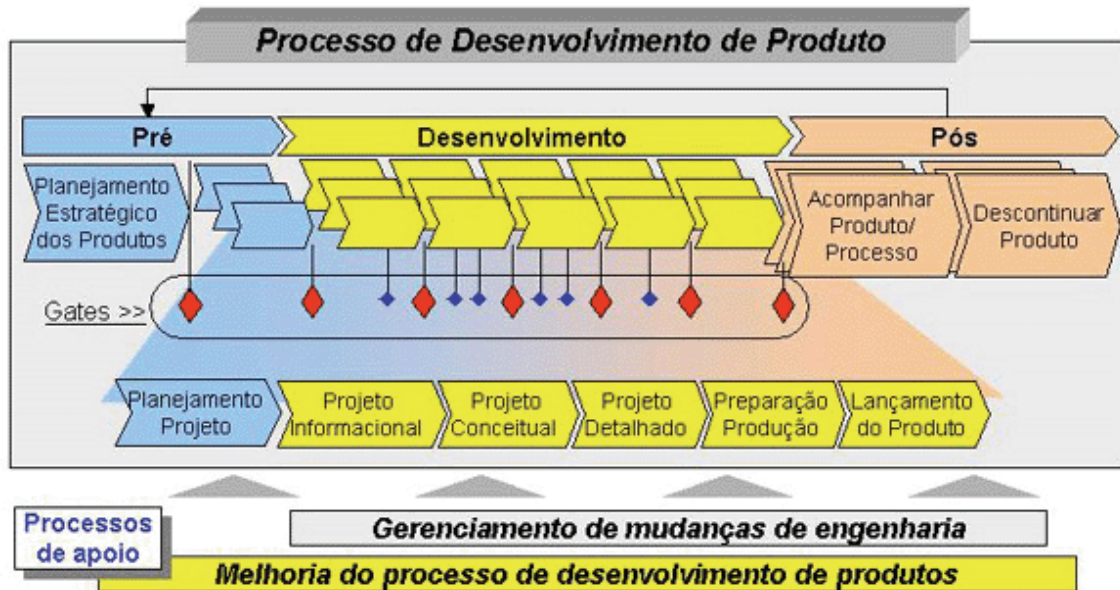 Processo de Desenvolvimento de Produto
Pré
Desenvolvimento
Pós
Planejamento
Estratégico
dos Produtos
Acompanhar
Produto/
Processo
Descontinuar
Produto
Gates >>
Planejamento
Projeto
Projeto
Informacional
Projeto
Conceitual
Projeto
Detalhado
Preparação
Produção
Lançamento
do Produto
Processos
de apoio
Gerenciamento de mudanças de engenharia
Melhoria do processo de desenvolvimento de produtos